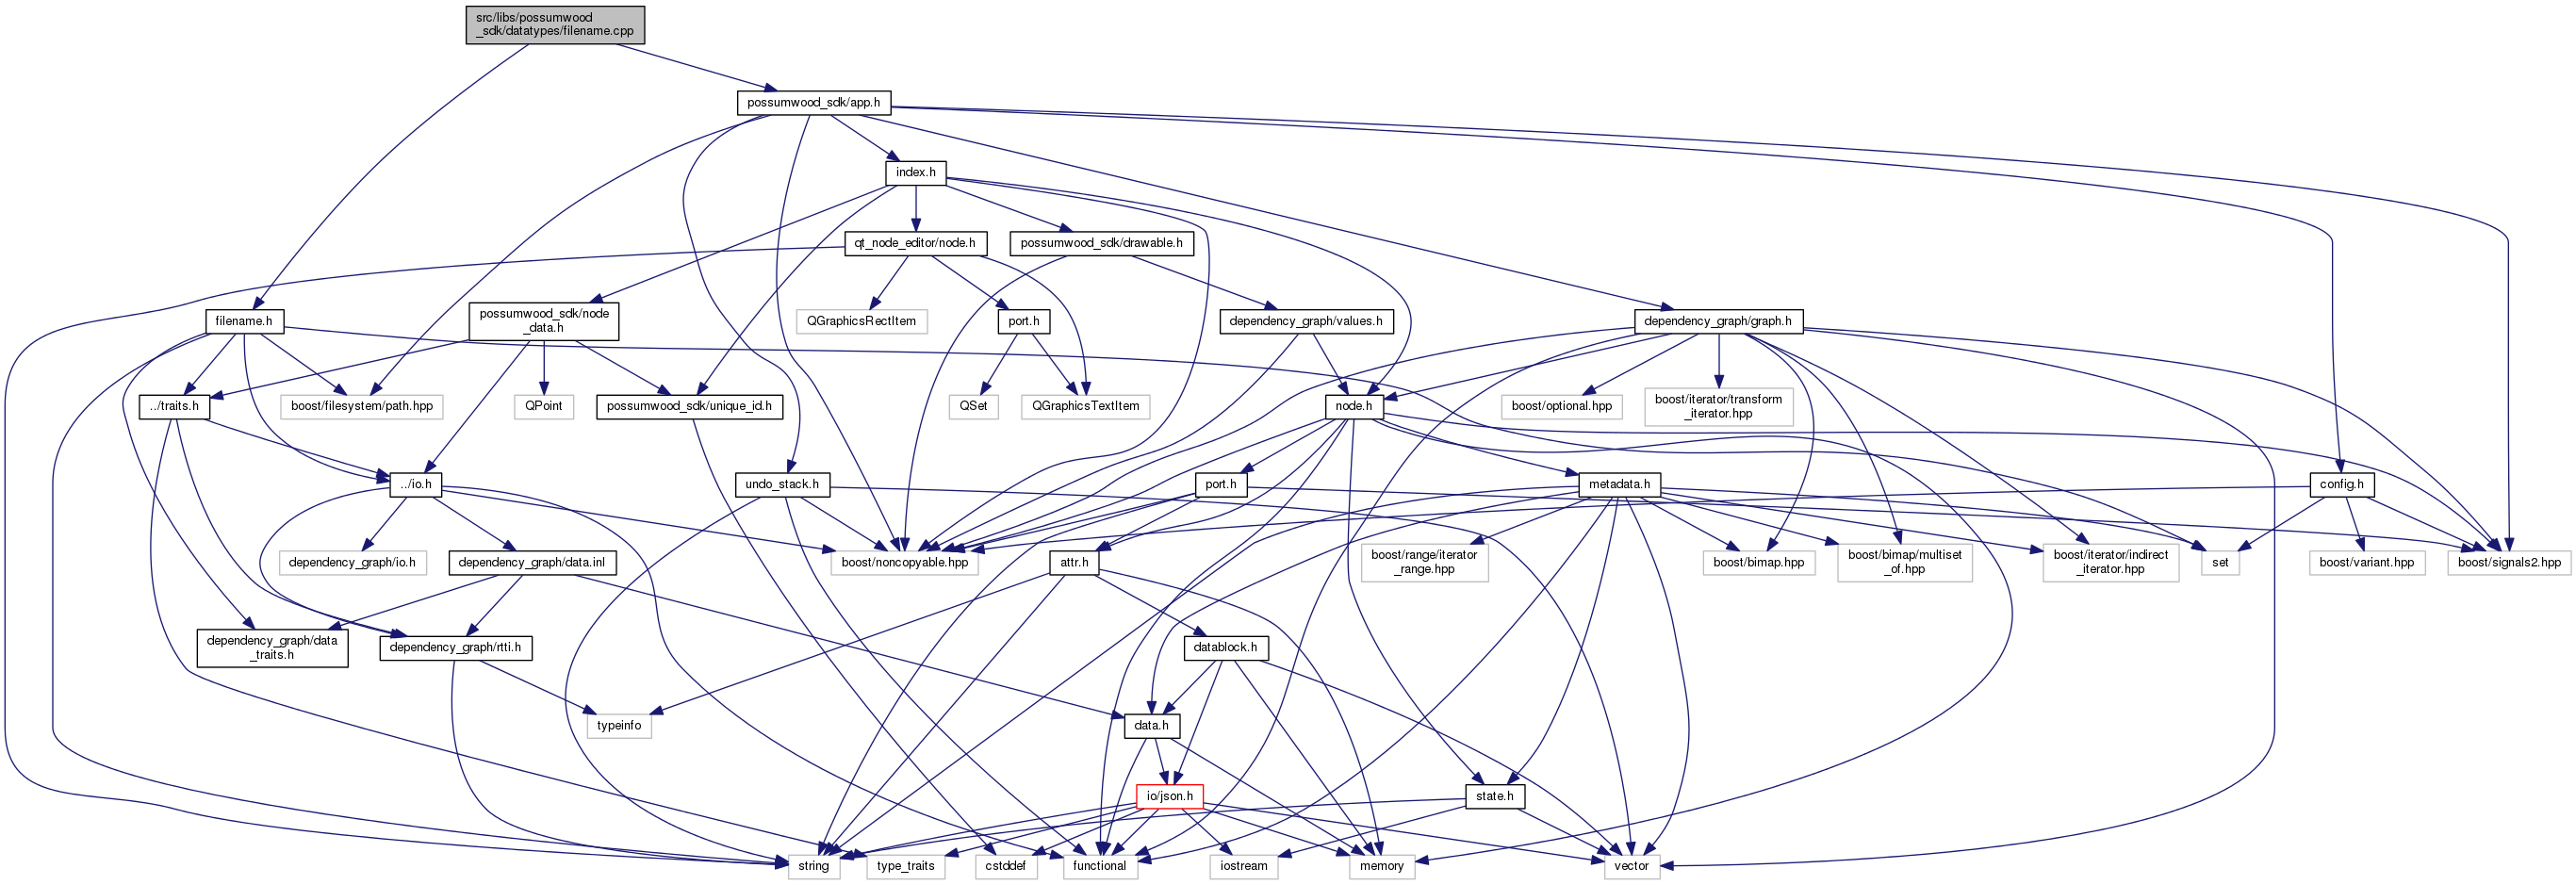 src/libs/possumwood
_sdk/datatypes/filename.cpp
possumwood_sdk/app.h
index.h
qt_node_editor/node.h
possumwood_sdk/drawable.h
possumwood_sdk/node
_data.h
filename.h
QGraphicsRectItem
port.h
dependency_graph/values.h
dependency_graph/graph.h
../traits.h
boost/filesystem/path.hpp
QPoint
possumwood_sdk/unique_id.h
QSet
QGraphicsTextItem
node.h
boost/optional.hpp
boost/iterator/transform
_iterator.hpp
../io.h
undo_stack.h
port.h
metadata.h
config.h
dependency_graph/io.h
dependency_graph/data.inl
boost/noncopyable.hpp
attr.h
boost/range/iterator
_range.hpp
boost/bimap.hpp
boost/bimap/multiset
_of.hpp
boost/iterator/indirect
_iterator.hpp
set
boost/variant.hpp
boost/signals2.hpp
dependency_graph/data
_traits.h
dependency_graph/rtti.h
datablock.h
typeinfo
data.h
io/json.h
state.h
string
type_traits
cstddef
functional
iostream
memory
vector